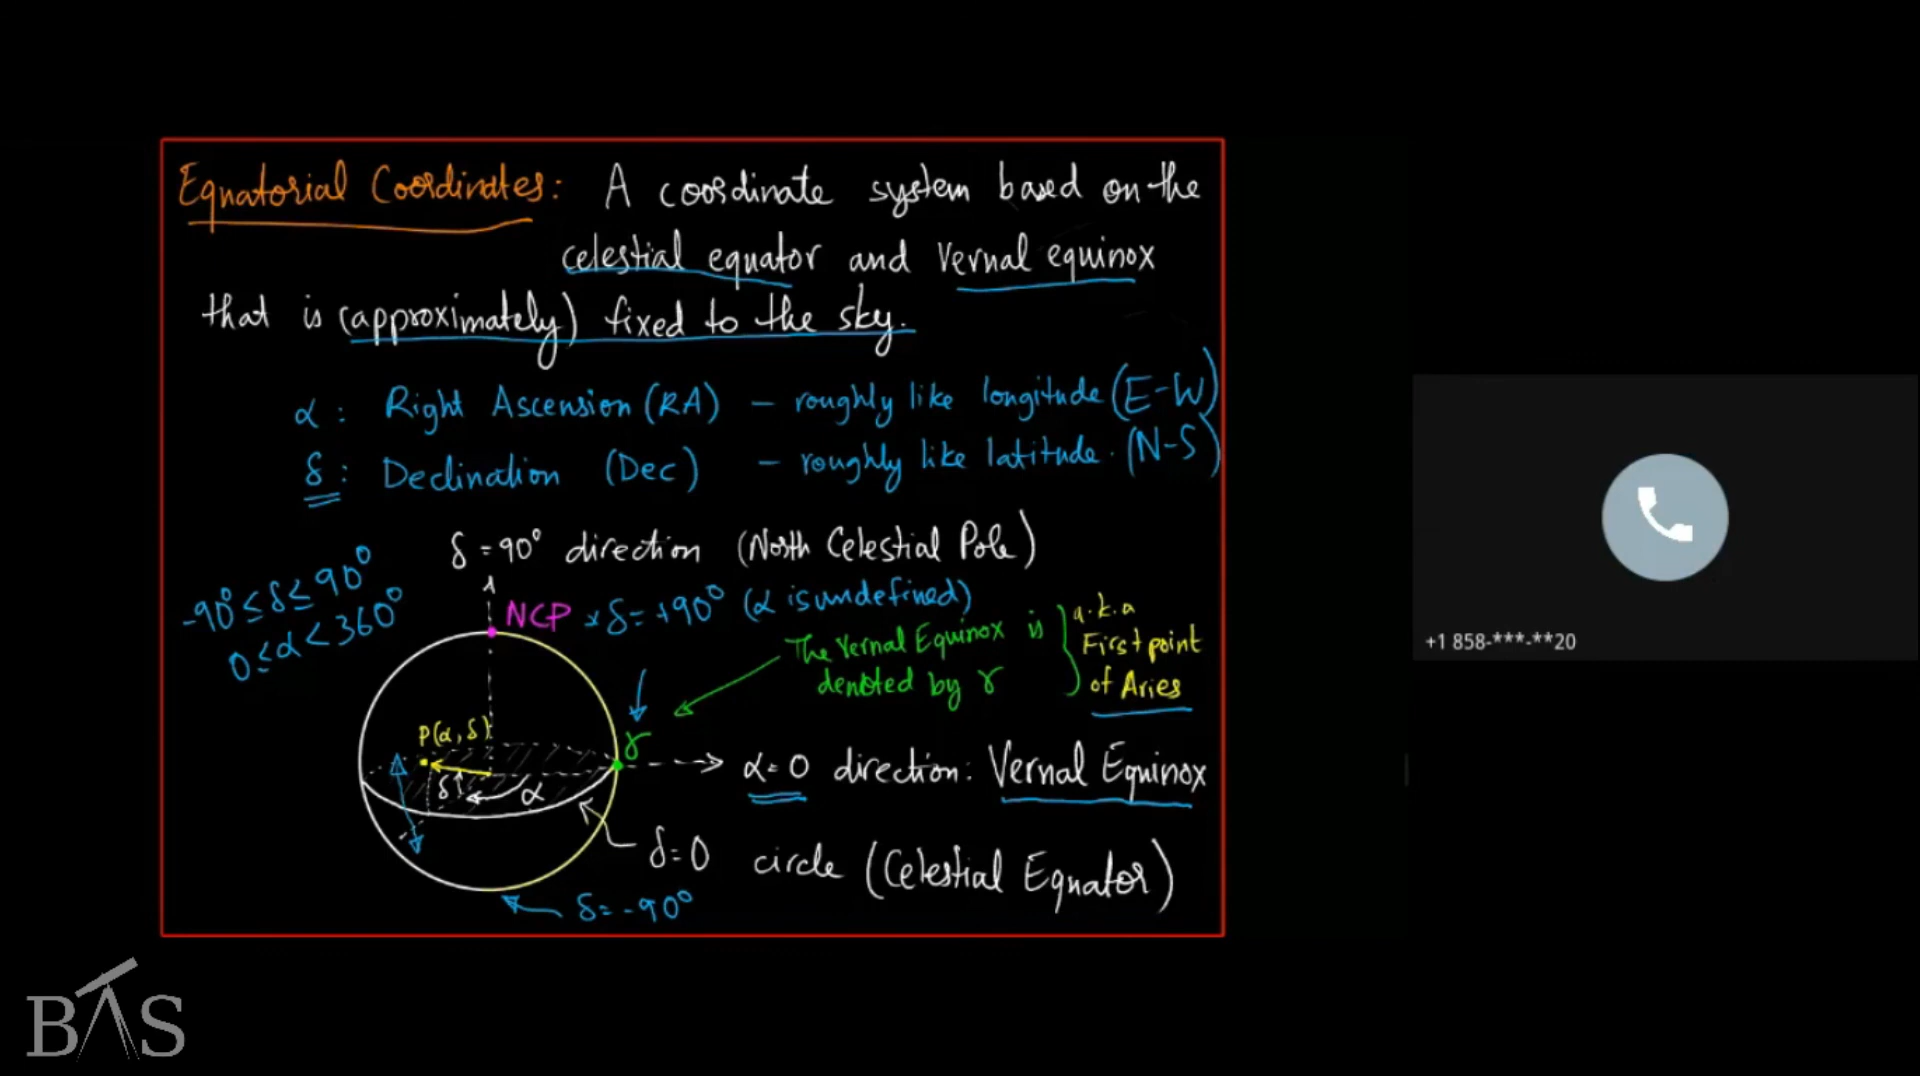 Equatorial Coordinates: A coordinate system based on the
celestial equator and vernal equinox
that is (approximately) fixed to the sky.
α: Right Ascension (RA) – roughly like longitude (E-W)
δ: Declination (Dec) – roughly like latitude. (N-S)
δ = 90° direction (North Celestial Pole)
-90° ≤ δ ≤ 90°
0 ≤ α < 360°
NCP × δ = +90° (α is undefined)
The Vernal Equinox is
denoted by ♈
a.k.a
First point
of Aries
P(α, δ)
♈
δ
α
α = 0 direction: Vernal Equinox
δ = 0 circle (Celestial Equator)
δ = -90°
+1 858-***-**20
BAS